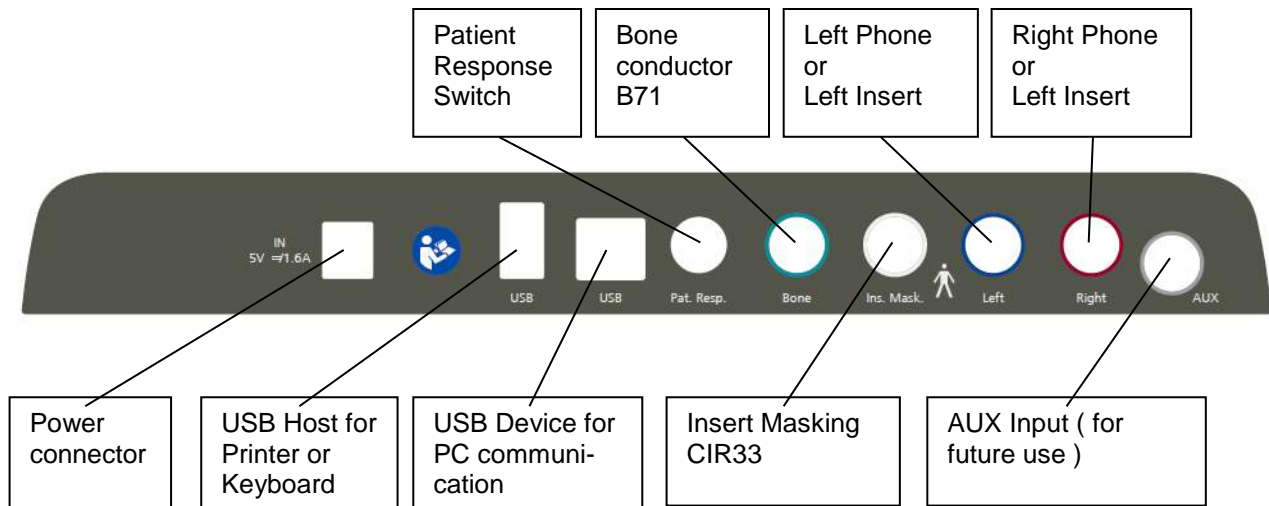 Patient
Response
Switch
Bone
conductor
B71
Left Phone
or
Left Insert
Right Phone
or
Left Insert
IN
5V ⎓/1.6A
USB
USB
Pat. Resp.
Bone
Ins. Mask.
Left
Right
AUX
Power
connector
USB Host for
Printer or
Keyboard
USB Device for
PC communi-
cation
Insert Masking
CIR33
AUX Input ( for
future use )